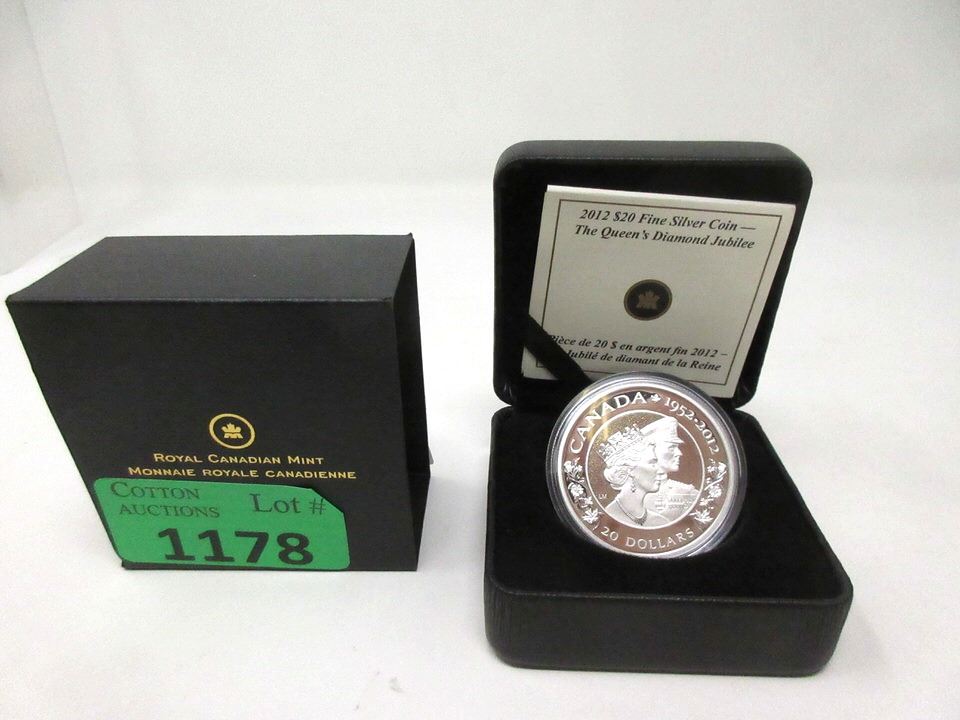 ROYAL CANADIAN MINT
MONNAIE ROYALE CANADIENNE
COTTON
AUCTIONS
Lot #
1178
2012 $20 Fine Silver Coin —
The Queen's Diamond Jubilee
Pièce de 20 $ en argent fin 2012 –
Jubilé de diamant de la Reine
CANADA 1952-2012
LM
20 DOLLARS